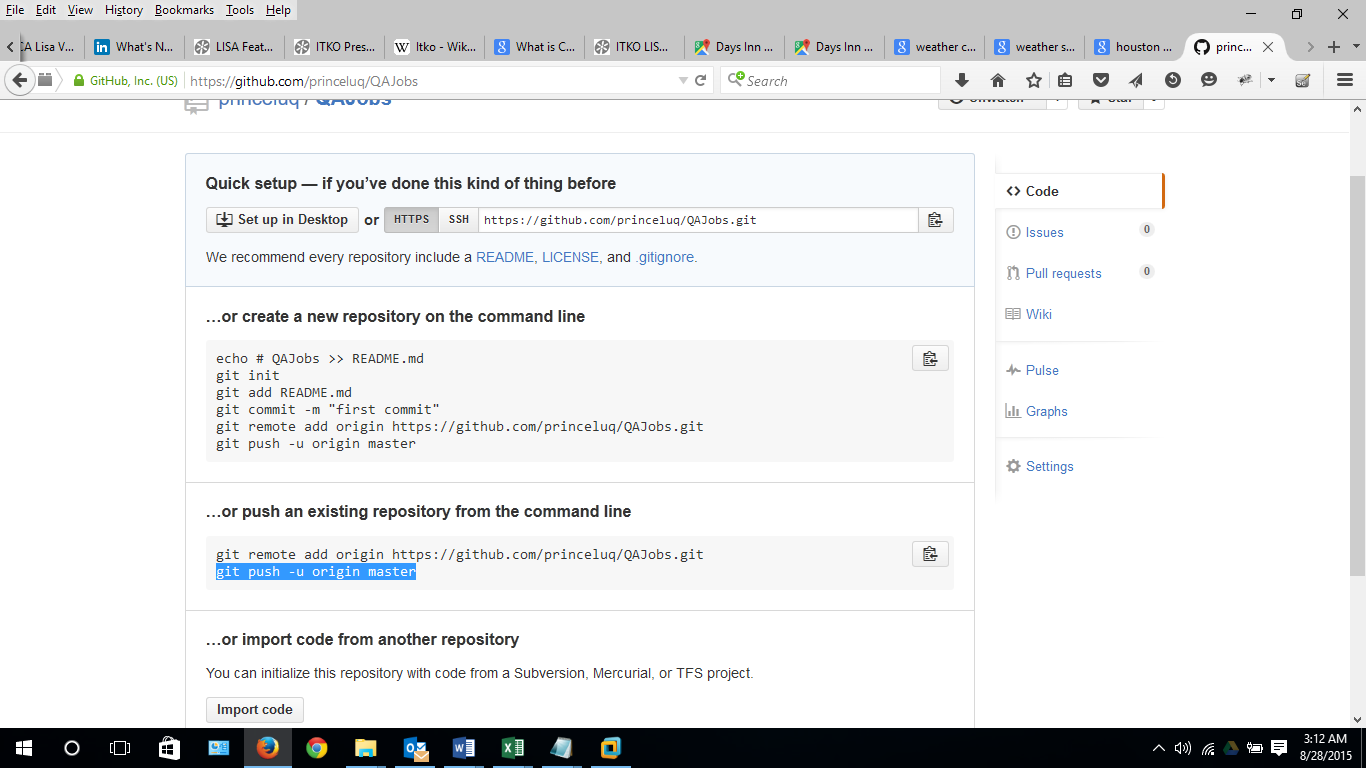 File Edit View History Bookmarks Tools Help
CA Lisa V...
What's N...
LISA Feat...
ITKO Pres...
Itko - Wik...
What is C...
ITKO LIS...
Days Inn ...
Days Inn ...
weather c...
weather s...
houston ...
princ...
GitHub, Inc. (US)
https://github.com/princeluq/QAJobs
Search
princeluq / QAJobs
Unwatch
Star
Quick setup — if you’ve done this kind of thing before
Set up in Desktop or HTTPS SSH https://github.com/princeluq/QAJobs.git
We recommend every repository include a README, LICENSE, and .gitignore.
…or create a new repository on the command line
echo # QAJobs >> README.md
git init
git add README.md
git commit -m "first commit"
git remote add origin https://github.com/princeluq/QAJobs.git
git push -u origin master
…or push an existing repository from the command line
git remote add origin https://github.com/princeluq/QAJobs.git
git push -u origin master
…or import code from another repository
You can initialize this repository with code from a Subversion, Mercurial, or TFS project.
Import code
Code
Issues 0
Pull requests 0
Wiki
Pulse
Graphs
Settings
3:12 AM
8/28/2015